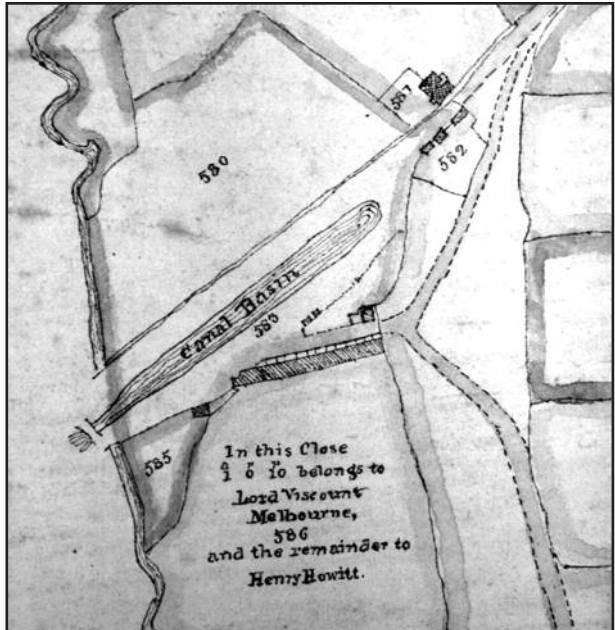 587
582
580
Canal Basin
583
585
In this Close
a r p
1 0 10 belongs to
Lord Viscount
Melbourne,
586
and the remainder to
Henry Howitt.